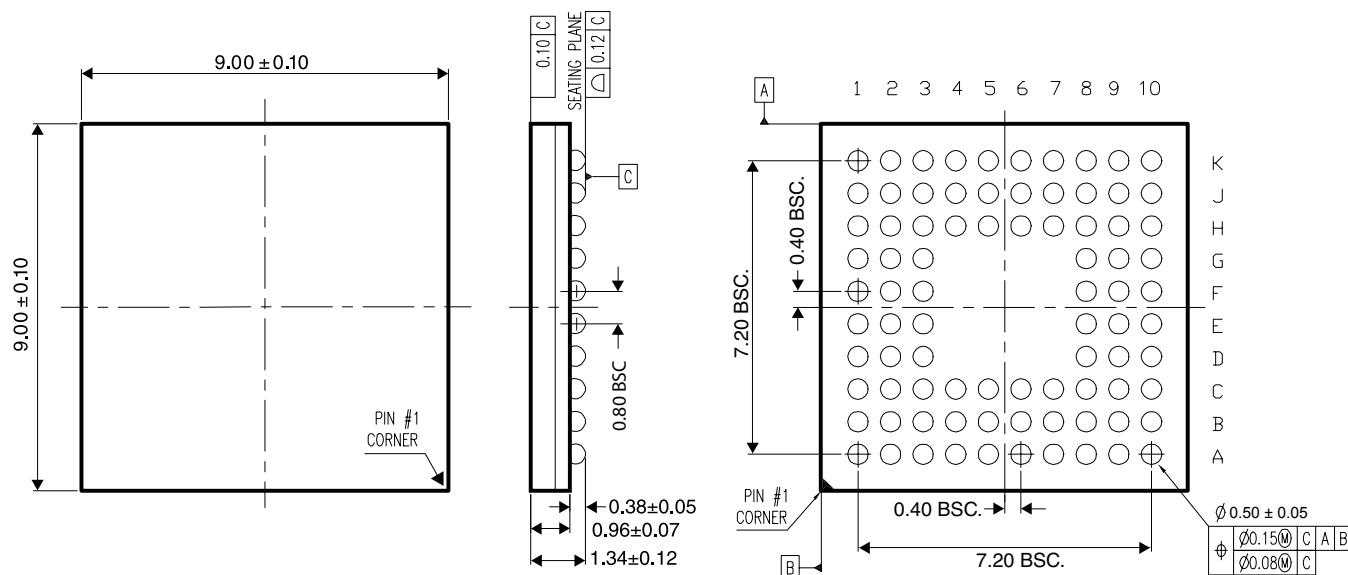 9.00 ± 0.10
9.00 ± 0.10
PIN #1
CORNER
0.10 C
SEATING PLANE
0.12 C
C
0.80 BSC
0.38±0.05
0.96±0.07
1.34±0.12
A
1 2 3 4 5 6 7 8 9 10
K
J
H
G
F
E
D
C
B
A
7.20 BSC.
0.40 BSC.
PIN #1
CORNER
B
0.40 BSC.
7.20 BSC.
Ø 0.50 ± 0.05
Ø0.15Ⓜ C A B
Ø0.08Ⓜ C